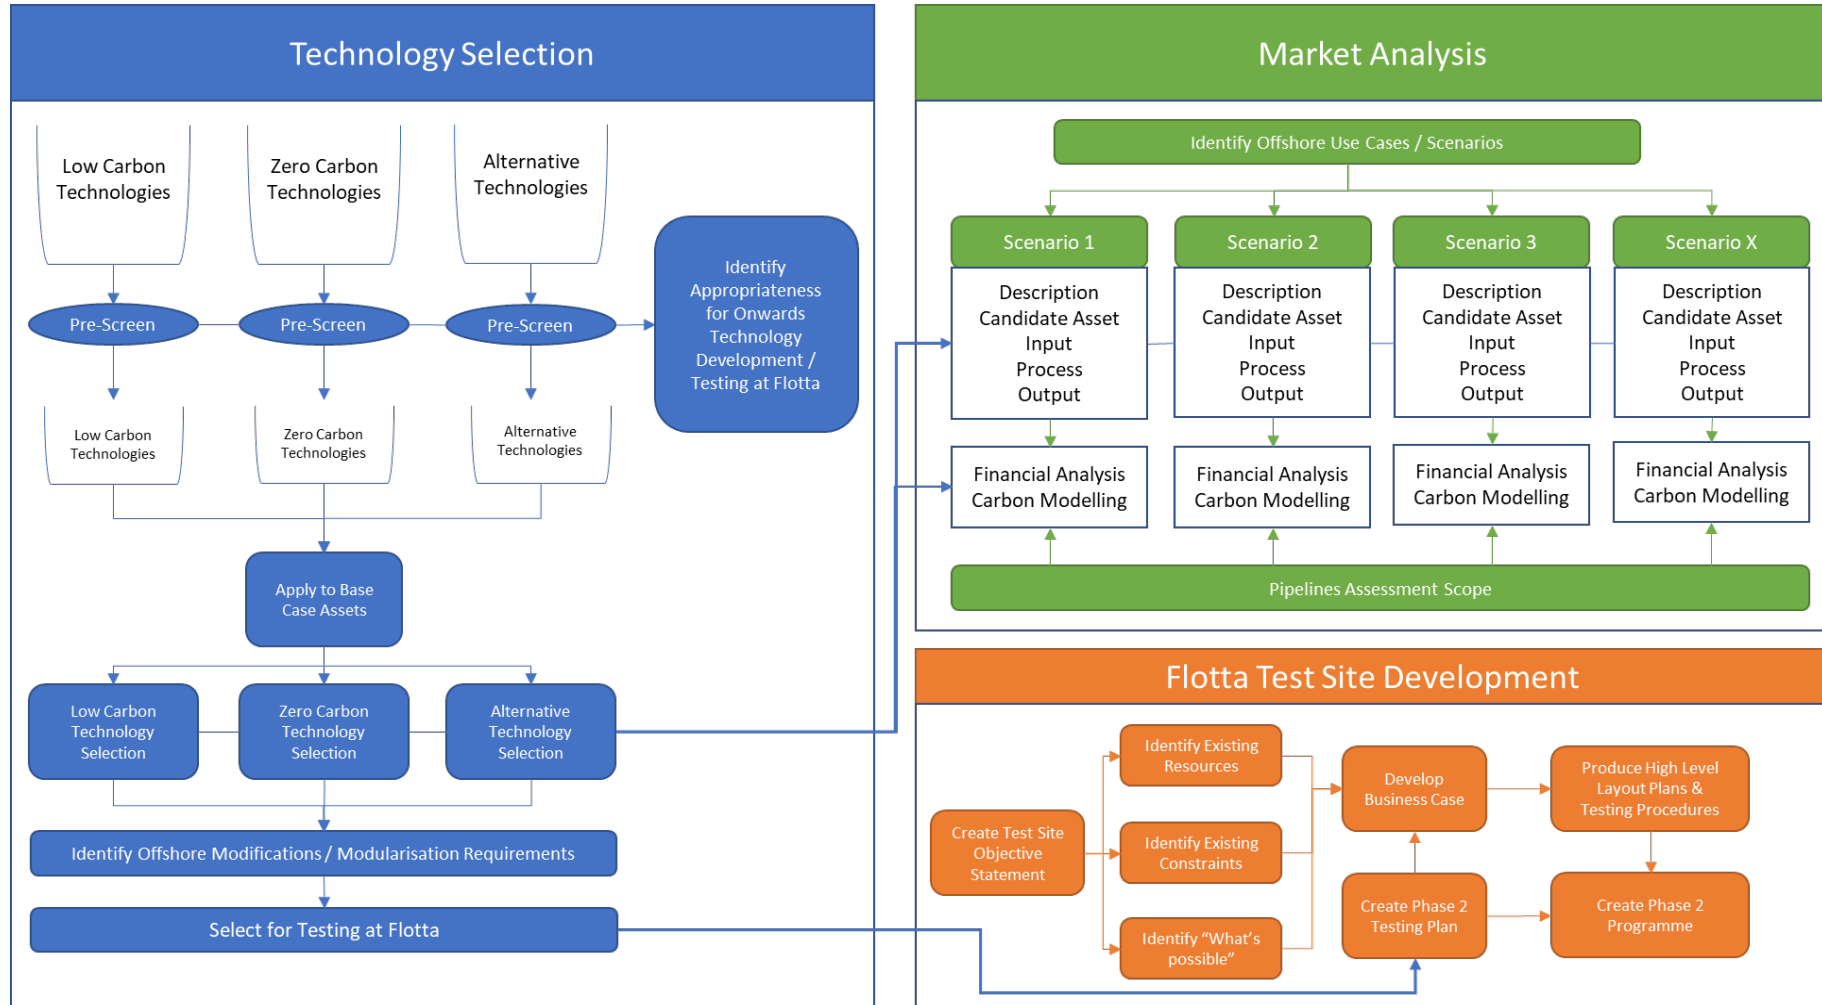 Technology Selection
Low Carbon
Technologies
Zero Carbon
Technologies
Alternative
Technologies
Pre-Screen
Pre-Screen
Pre-Screen
Identify
Appropriateness
for Onwards
Technology
Development /
Testing at Flotta
Low Carbon
Technologies
Zero Carbon
Technologies
Alternative
Technologies
Apply to Base
Case Assets
Low Carbon
Technology
Selection
Zero Carbon
Technology
Selection
Alternative
Technology
Selection
Identify Offshore Modifications / Modularisation Requirements
Select for Testing at Flotta
Market Analysis
Identify Offshore Use Cases / Scenarios
Scenario 1
Description
Candidate Asset
Input
Process
Output
Financial Analysis
Carbon Modelling
Scenario 2
Description
Candidate Asset
Input
Process
Output
Financial Analysis
Carbon Modelling
Scenario 3
Description
Candidate Asset
Input
Process
Output
Financial Analysis
Carbon Modelling
Scenario X
Description
Candidate Asset
Input
Process
Output
Financial Analysis
Carbon Modelling
Pipelines Assessment Scope
Flotta Test Site Development
Create Test Site
Objective
Statement
Identify Existing
Resources
Identify Existing
Constraints
Identify “What’s
possible”
Develop
Business Case
Create Phase 2
Testing Plan
Produce High Level
Layout Plans &
Testing Procedures
Create Phase 2
Programme